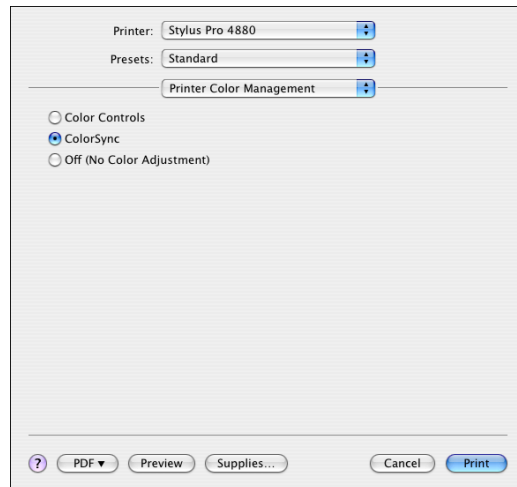 Printer: Stylus Pro 4880
Presets: Standard
Printer Color Management
Color Controls
ColorSync
Off (No Color Adjustment)
? PDF▼ Preview Supplies... Cancel Print